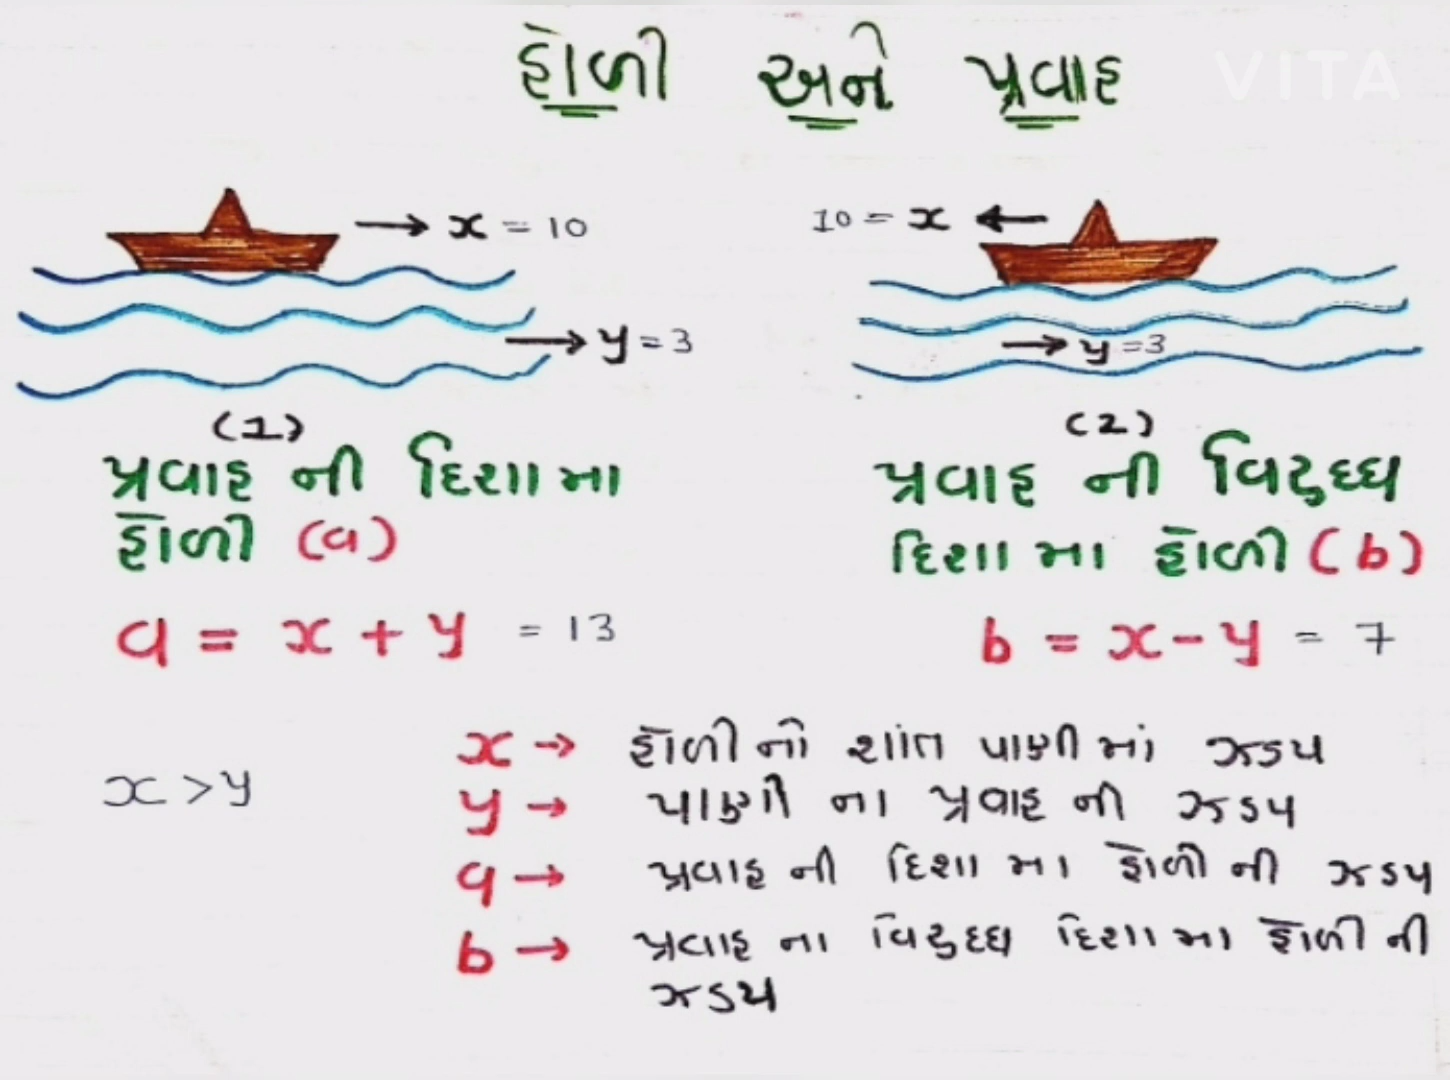 હોળી અને પ્રવાહ
VITA
→ x = 10
→ y = 3
10 = x ←
→ y = 3
(1)
પ્રવાહ ની દિશા મા
હોળી (a)
a = x + y = 13
(2)
પ્રવાહ ની વિરુદ્ધ
દિશા મા હોળી (b)
b = x - y = 7
x > y
x → હોળી નો શાંત પાણી માં ઝડપ
y → પાણી ના પ્રવાહ ની ઝડપ
a → પ્રવાહ ની દિશા મા હોળી ની ઝડપ
b → પ્રવાહ ના વિરુદ્ધ દિશા મા હોળી ની
ઝડપ